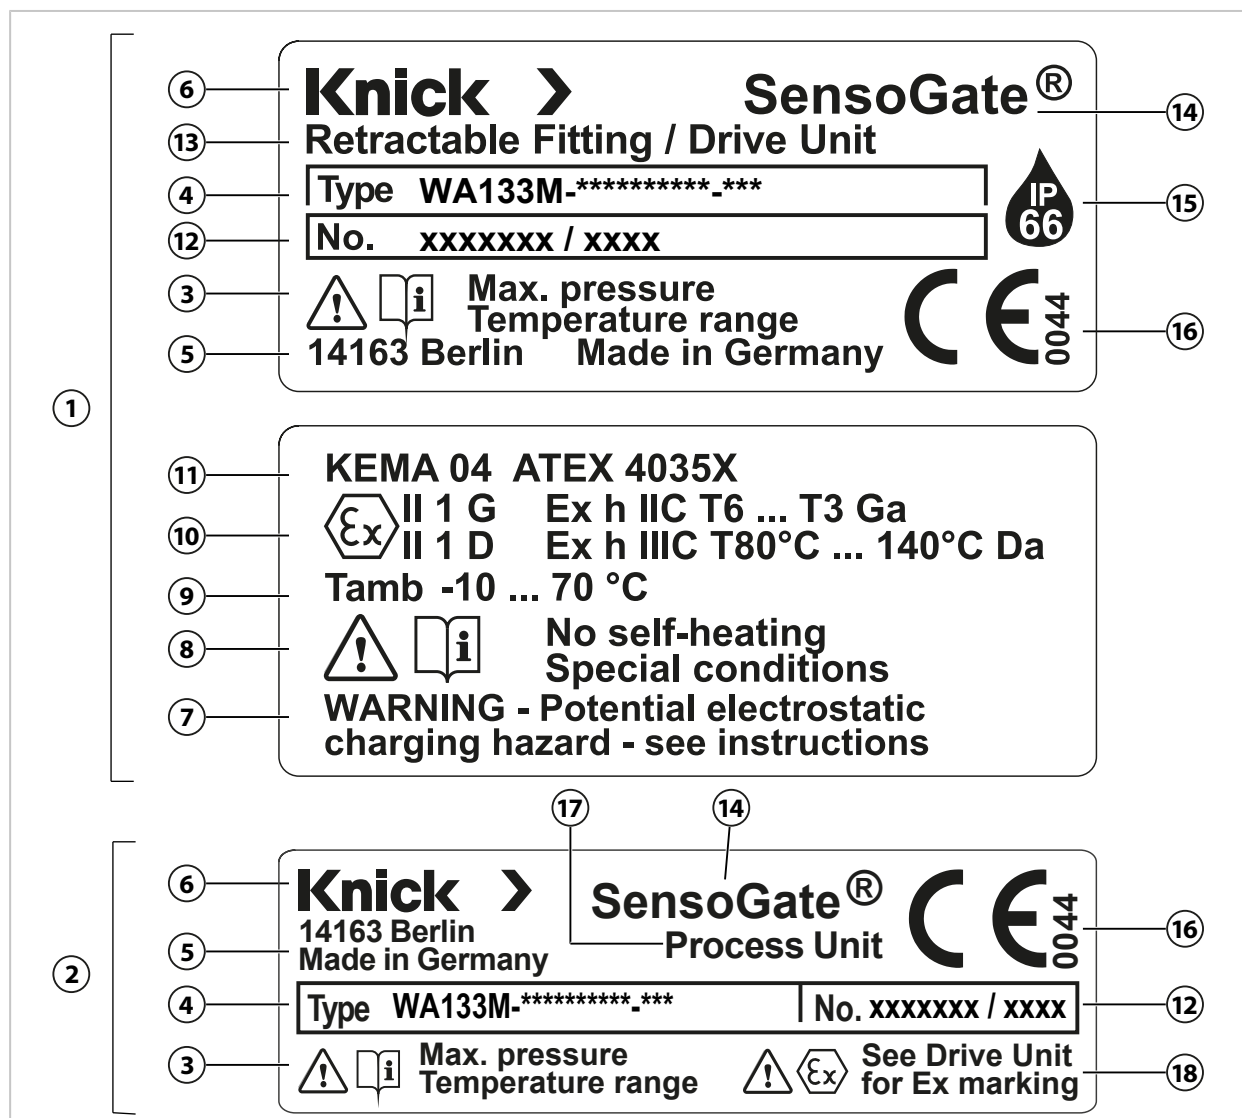 1
6 Knick > SensoGate® 14
13 Retractable Fitting / Drive Unit
4 Type WA133M-**********-***
IP 66 15
12 No. xxxxxxx / xxxx
3 Max. pressure
Temperature range
CE 0044 16
5 14163 Berlin Made in Germany
11 KEMA 04 ATEX 4035X
10 Ex II 1 G Ex h IIC T6 ... T3 Ga
II 1 D Ex h IIIC T80°C ... 140°C Da
9 Tamb -10 ... 70 °C
8 No self-heating
Special conditions
7 WARNING - Potential electrostatic
charging hazard - see instructions
17 14
2
6 Knick > SensoGate® CE 0044 16
5 14163 Berlin
Made in Germany
Process Unit
4 Type WA133M-**********-*** No. xxxxxxx / xxxx 12
3 Max. pressure
Temperature range
Ex See Drive Unit
for Ex marking 18